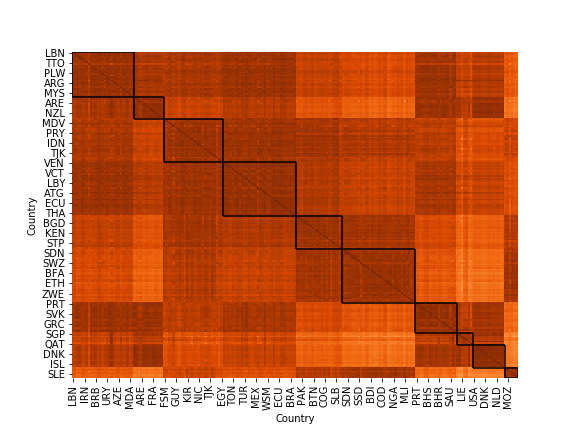 LBN
TTO
PLW
ARG
MYS
ARE
NZL
MDV
PRY
IDN
TJK
VEN
VCT
LBY
ATG
ECU
THA
BGD
KEN
STP
SDN
SWZ
BFA
ETH
ZWE
PRT
SVK
GRC
SGP
QAT
DNK
ISL
SLE
Country
LBN
IRN
BRB
URY
AZE
MDA
ARE
FRA
FSM
GUY
KIR
NIC
TJK
EGY
TON
TUR
MEX
WSM
ECU
BRA
PAK
BTN
COG
SLB
SDN
SSD
BDI
COD
NGA
MLI
PRT
BHS
BHR
SAU
LIE
USA
DNK
NLD
MOZ
Country